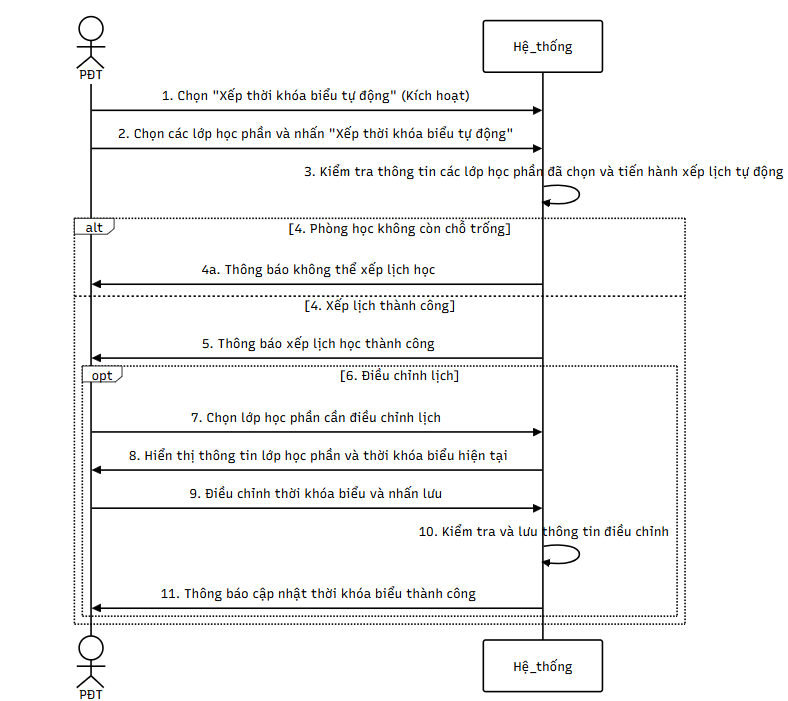 PĐT
Hệ_thống
1. Chọn "Xếp thời khóa biểu tự động" (Kích hoạt)
2. Chọn các lớp học phần và nhấn "Xếp thời khóa biểu tự động"
3. Kiểm tra thông tin các lớp học phần đã chọn và tiến hành xếp lịch tự động
alt
[4. Phòng học không còn chỗ trống]
4a. Thông báo không thể xếp lịch học
[4. Xếp lịch thành công]
5. Thông báo xếp lịch học thành công
opt
[6. Điều chỉnh lịch]
7. Chọn lớp học phần cần điều chỉnh lịch
8. Hiển thị thông tin lớp học phần và thời khóa biểu hiện tại
9. Điều chỉnh thời khóa biểu và nhấn lưu
10. Kiểm tra và lưu thông tin điều chỉnh
11. Thông báo cập nhật thời khóa biểu thành công
PĐT
Hệ_thống